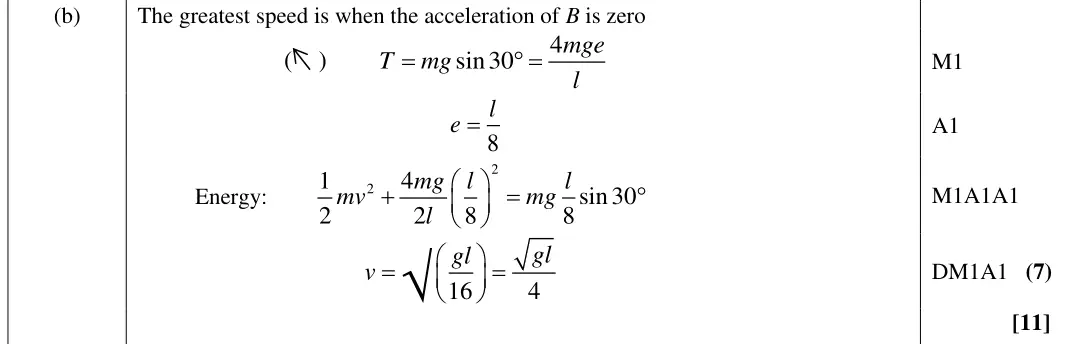 (b) The greatest speed is when the acceleration of B is zero
(↖) T = mg sin 30° = 4mge/l M1
e = l/8 A1
Energy: 1/2 mv² + 4mg/2l (l/8)² = mg l/8 sin 30° M1A1A1
v = √(gl/16) = √gl/4 DM1A1 (7)
[11]